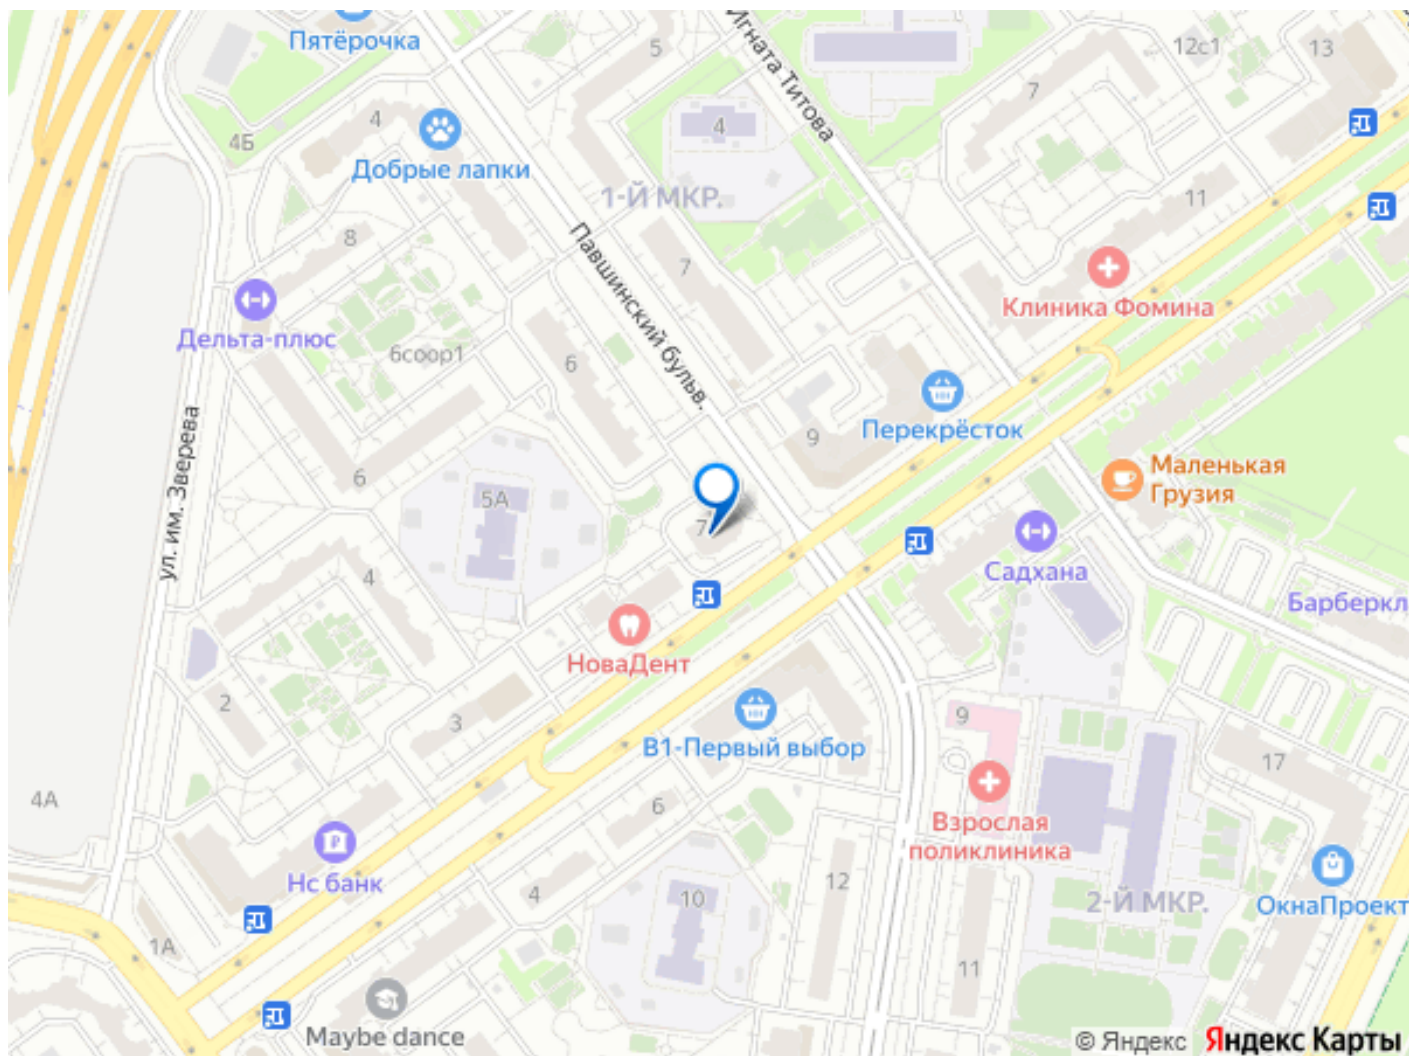 Пятёрочка
Игната Титова
5
12с1
13
7
4Б
4
4
Добрые лапки
1-Й МКР.
11
8
Павшинский бульв.
7
Клиника Фомина
Дельта-плюс
6соор1
6
Перекрёсток
9
ул. им. Зверева
6
5А
Маленькая
Грузия
7
4
Садхана
Барберкл
НоваДент
2
3
9
В1-Первый выбор
17
4А
6
Взрослая
поликлиника
Нс банк
4
10
12
2-Й МКР.
ОкнаПроект
1А
11
Maybe dance
© Яндекс Яндекс Карты